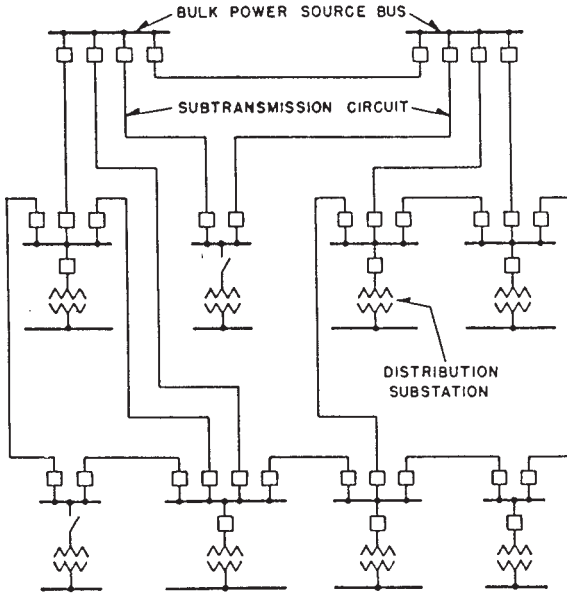 BULK POWER SOURCE BUS
SUBTRANSMISSION CIRCUIT
DISTRIBUTION
SUBSTATION